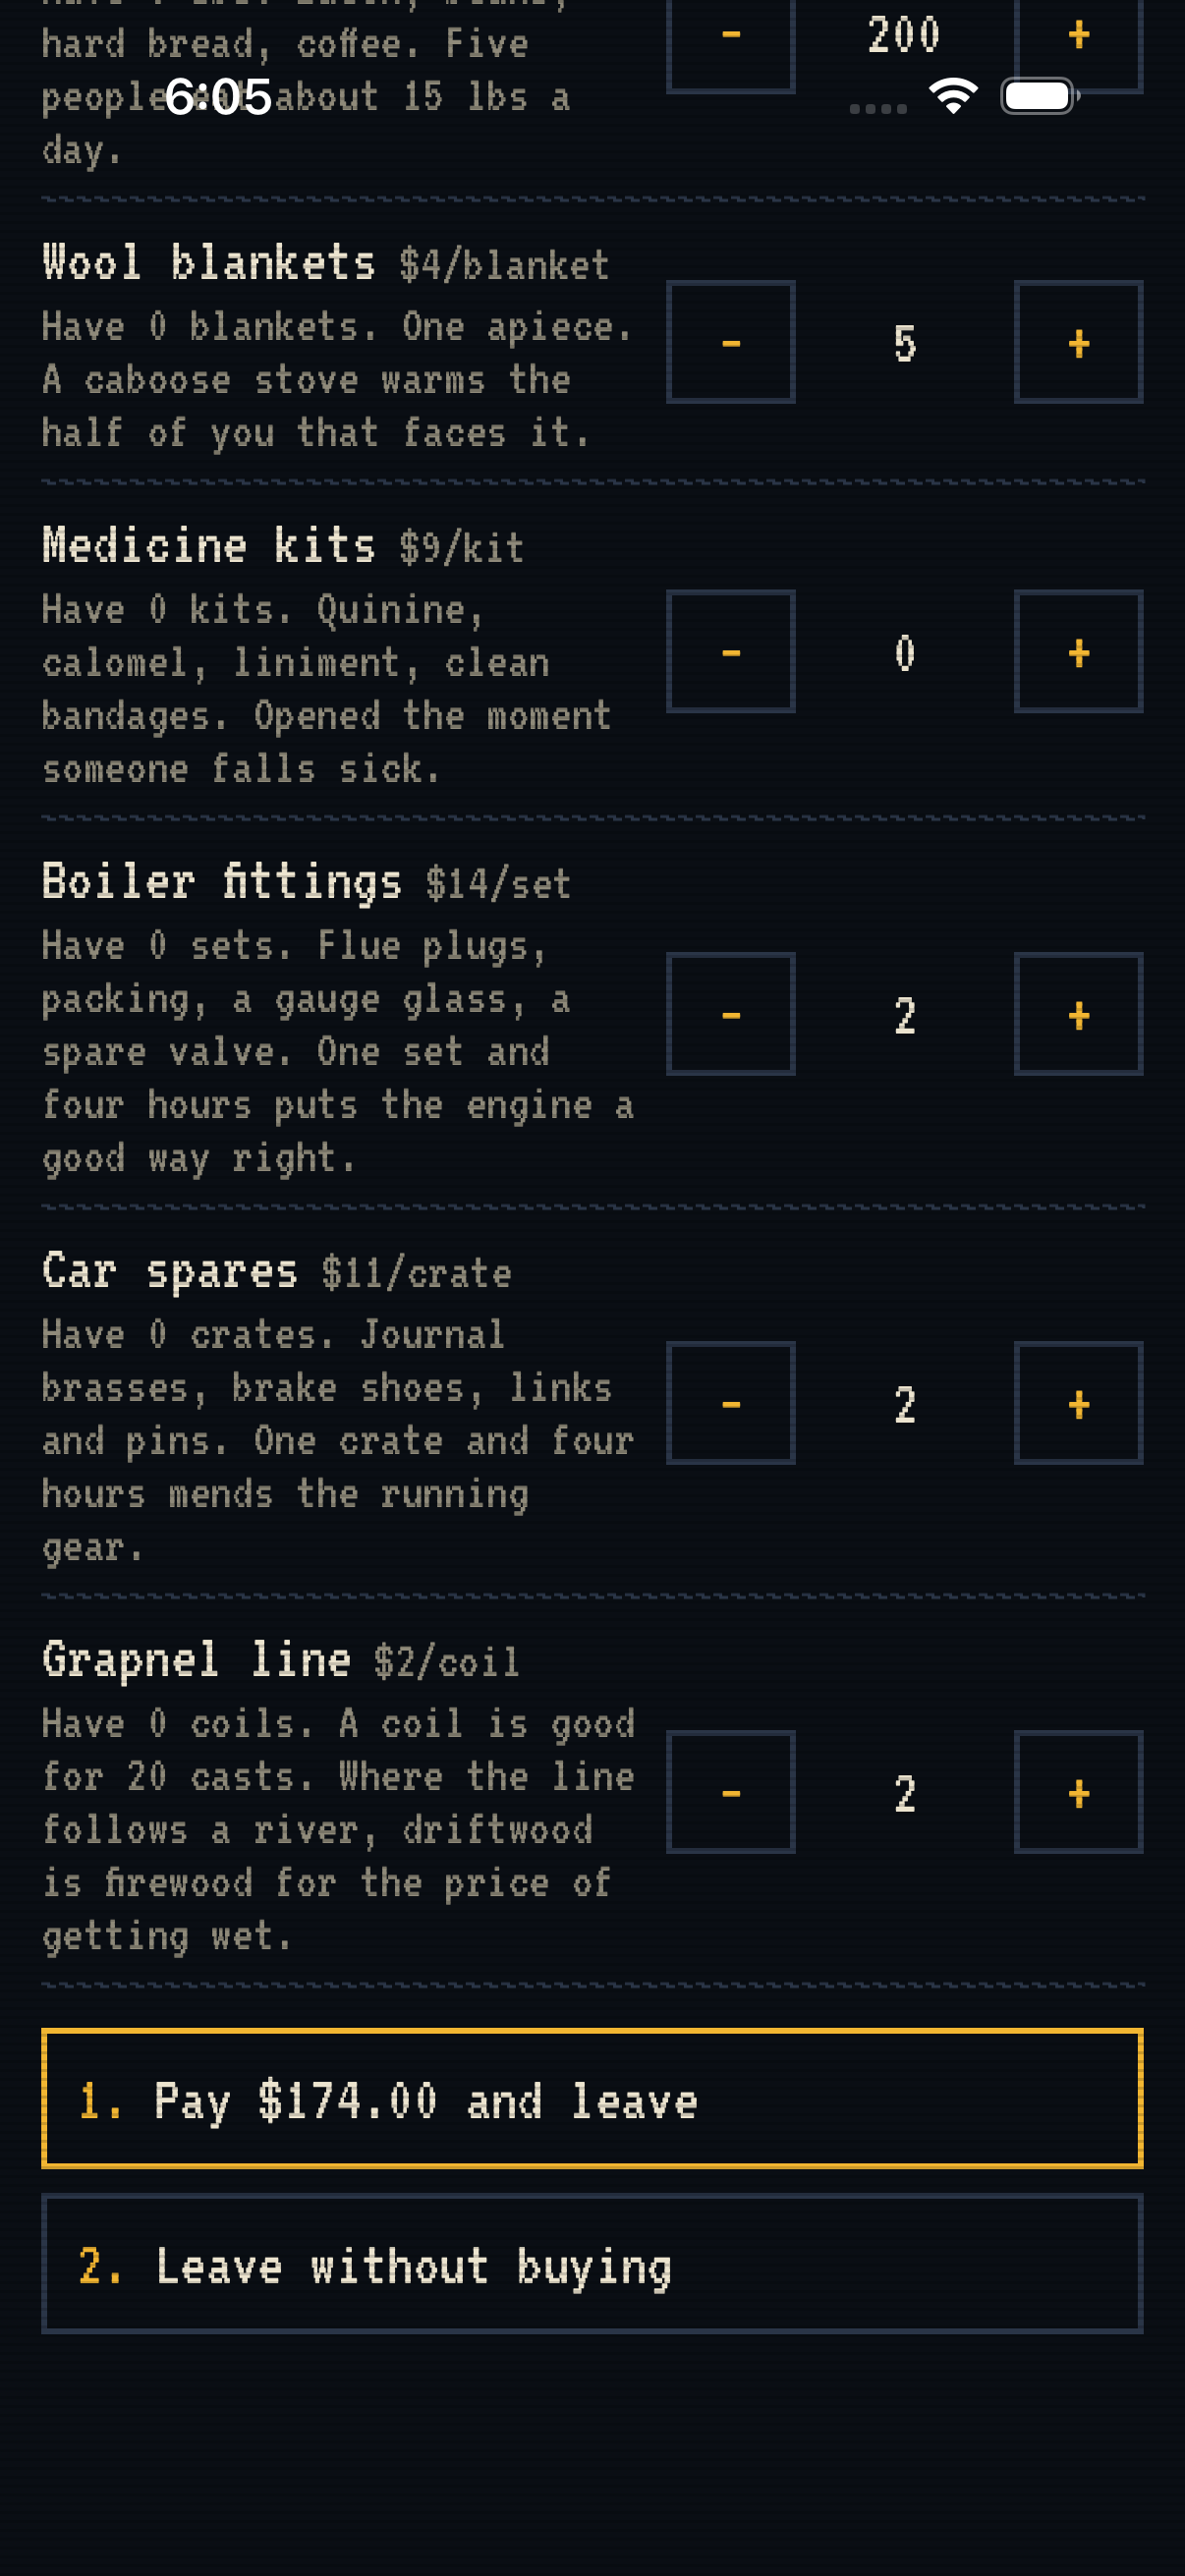 hard bread, coffee. Five
- 200 +
people about 15 lbs a
6:05
day.
Wool blankets $4/blanket
Have 0 blankets. One apiece.
A caboose stove warms the
half of you that faces it.
- 5 +
Medicine kits $9/kit
Have 0 kits. Quinine,
calomel, liniment, clean
bandages. Opened the moment
someone falls sick.
- 0 +
Boiler fittings $14/set
Have 0 sets. Flue plugs,
packing, a gauge glass, a
spare valve. One set and
four hours puts the engine a
good way right.
- 2 +
Car spares $11/crate
Have 0 crates. Journal
brasses, brake shoes, links
and pins. One crate and four
hours mends the running
gear.
- 2 +
Grapnel line $2/coil
Have 0 coils. A coil is good
for 20 casts. Where the line
follows a river, driftwood
is firewood for the price of
getting wet.
- 2 +
1. Pay $174.00 and leave
2. Leave without buying